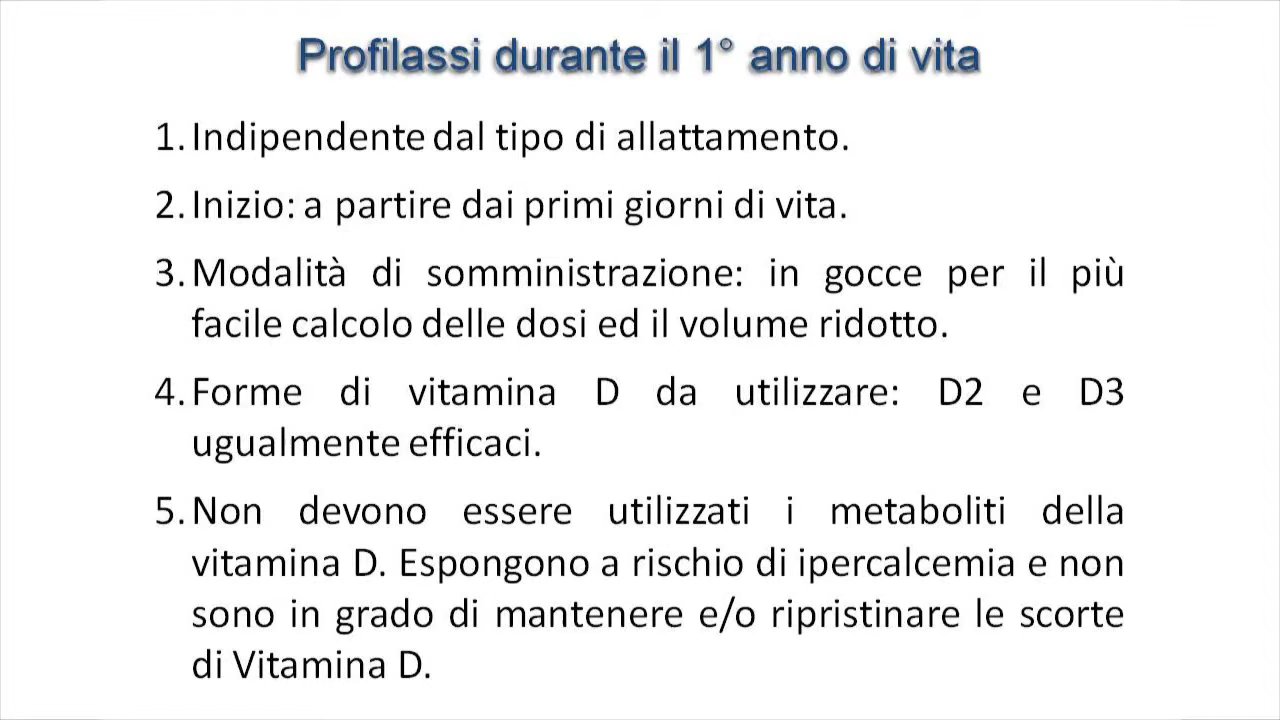 Profilassi durante il 1° anno di vita
1. Indipendente dal tipo di allattamento.
2. Inizio: a partire dai primi giorni di vita.
3. Modalità di somministrazione: in gocce per il più
facile calcolo delle dosi ed il volume ridotto.
4. Forme di vitamina D da utilizzare: D2 e D3
ugualmente efficaci.
5. Non devono essere utilizzati i metaboliti della
vitamina D. Espongono a rischio di ipercalcemia e non
sono in grado di mantenere e/o ripristinare le scorte
di Vitamina D.